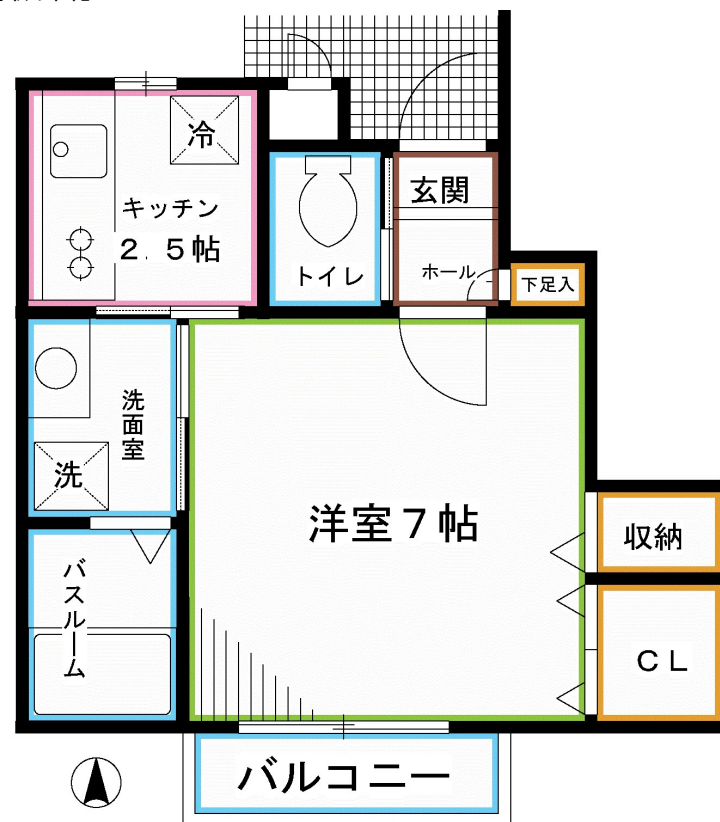 冷
キッチン
2.5帖
トイレ
玄関
ホール
下足入
洗面室
洗
洋室7帖
収納
バスルーム
CL
バルコニー